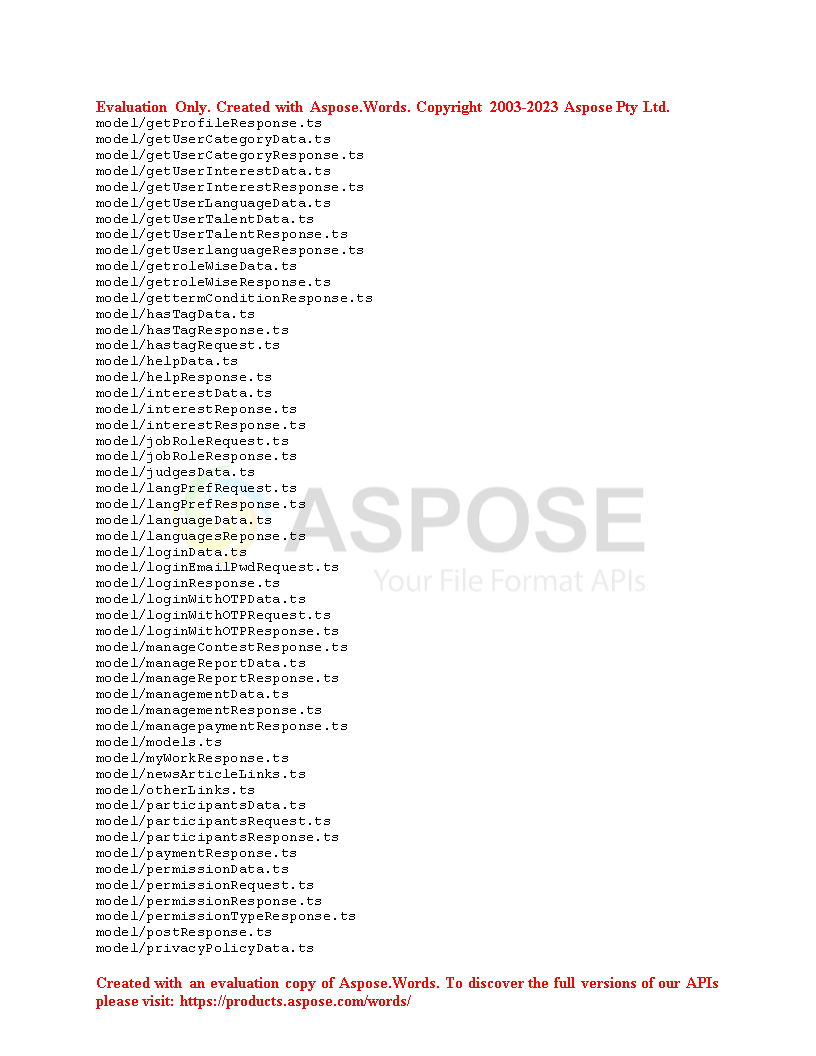 Evaluation Only. Created with Aspose.Words. Copyright 2003-2023 Aspose Pty Ltd.
model/getProfileResponse.ts
model/getUserCategoryData.ts
model/getUserCategoryResponse.ts
model/getUserInterestData.ts
model/getUserInterestResponse.ts
model/getUserLanguageData.ts
model/getUserTalentData.ts
model/getUserTalentResponse.ts
model/getUserlanguageResponse.ts
model/getroleWiseData.ts
model/getroleWiseResponse.ts
model/gettermConditionResponse.ts
model/hasTagData.ts
model/hasTagResponse.ts
model/hastagRequest.ts
model/helpData.ts
model/helpResponse.ts
model/interestData.ts
model/interestReponse.ts
model/interestResponse.ts
model/jobRoleRequest.ts
model/jobRoleResponse.ts
model/judgesData.ts
model/langPrefRequest.ts
model/langPrefResponse.ts
model/languageData.ts
model/languagesReponse.ts
model/loginData.ts
model/loginEmailPwdRequest.ts
model/loginResponse.ts
model/loginWithOTPData.ts
model/loginWithOTPRequest.ts
model/loginWithOTPResponse.ts
model/manageContestResponse.ts
model/manageReportData.ts
model/manageReportResponse.ts
model/managementData.ts
model/managementResponse.ts
model/managepaymentResponse.ts
model/models.ts
model/myWorkResponse.ts
model/newsArticleLinks.ts
model/otherLinks.ts
model/participantsData.ts
model/participantsRequest.ts
model/participantsResponse.ts
model/paymentResponse.ts
model/permissionData.ts
model/permissionRequest.ts
model/permissionResponse.ts
model/permissionTypeResponse.ts
model/postResponse.ts
model/privacyPolicyData.ts
ASPOSE
Your File Format APIs
Created with an evaluation copy of Aspose.Words. To discover the full versions of our APIs
please visit: https://products.aspose.com/words/